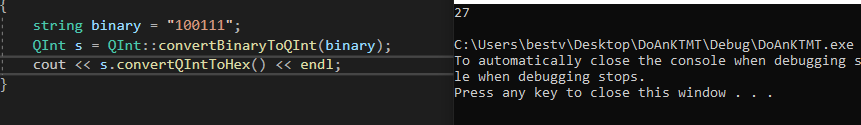 {
string binary = "100111";
QInt s = QInt::convertBinaryToQInt(binary);
cout << s.convertQIntToHex() << endl;
}
27
C:\Users\bestv\Desktop\DoAnKTMT\Debug\DoAnKTMT.exe
To automatically close the console when debugging s
le when debugging stops.
Press any key to close this window . . .